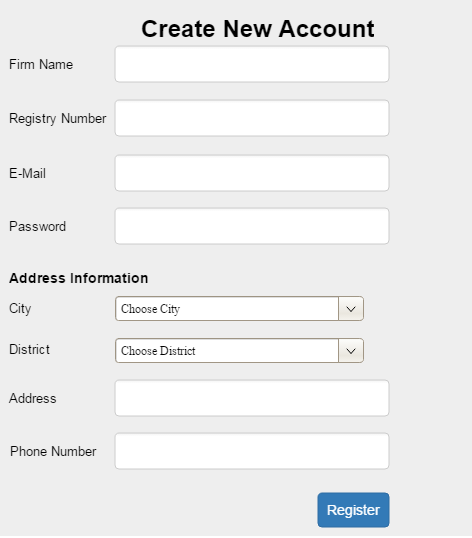 Create New Account
Firm Name
Registry Number
E-Mail
Password
Address Information
City Choose City
District Choose District
Address
Phone Number
Register